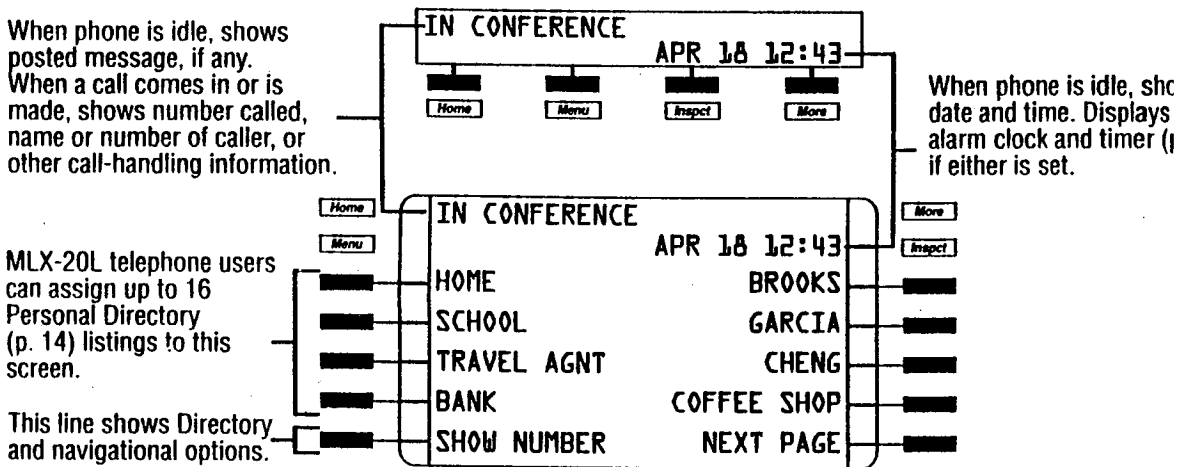 When phone is idle, shows
posted message, if any.
When a call comes in or is
made, shows number called,
name or number of caller, or
other call-handling information.
IN CONFERENCE
APR 18 12:43
Home Menu Inspct More
When phone is idle, sho
date and time. Displays
alarm clock and timer (
if either is set.
Home
Menu
MLX-20L telephone users
can assign up to 16
Personal Directory
(p. 14) listings to this
screen.
This line shows Directory
and navigational options.
IN CONFERENCE
APR 18 12:43
HOME BROOKS
SCHOOL GARCIA
TRAVEL AGNT CHENG
BANK COFFEE SHOP
SHOW NUMBER NEXT PAGE
More
Inspct